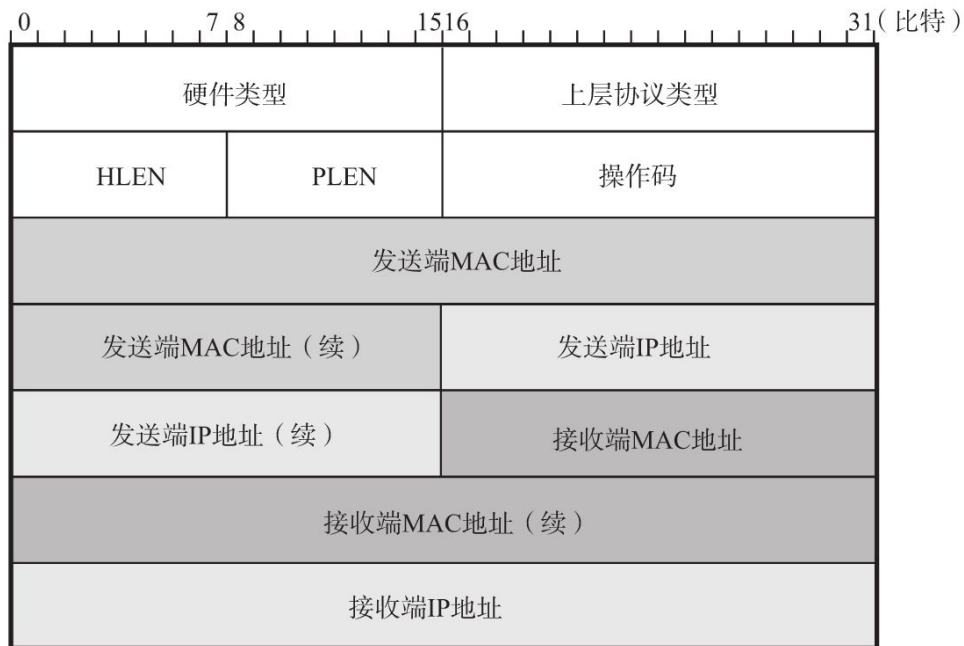 0 7 8 1516 31(比特)
硬件类型 上层协议类型
HLEN PLEN 操作码
发送端MAC地址
发送端MAC地址(续) 发送端IP地址
发送端IP地址(续) 接收端MAC地址
接收端MAC地址(续)
接收端IP地址